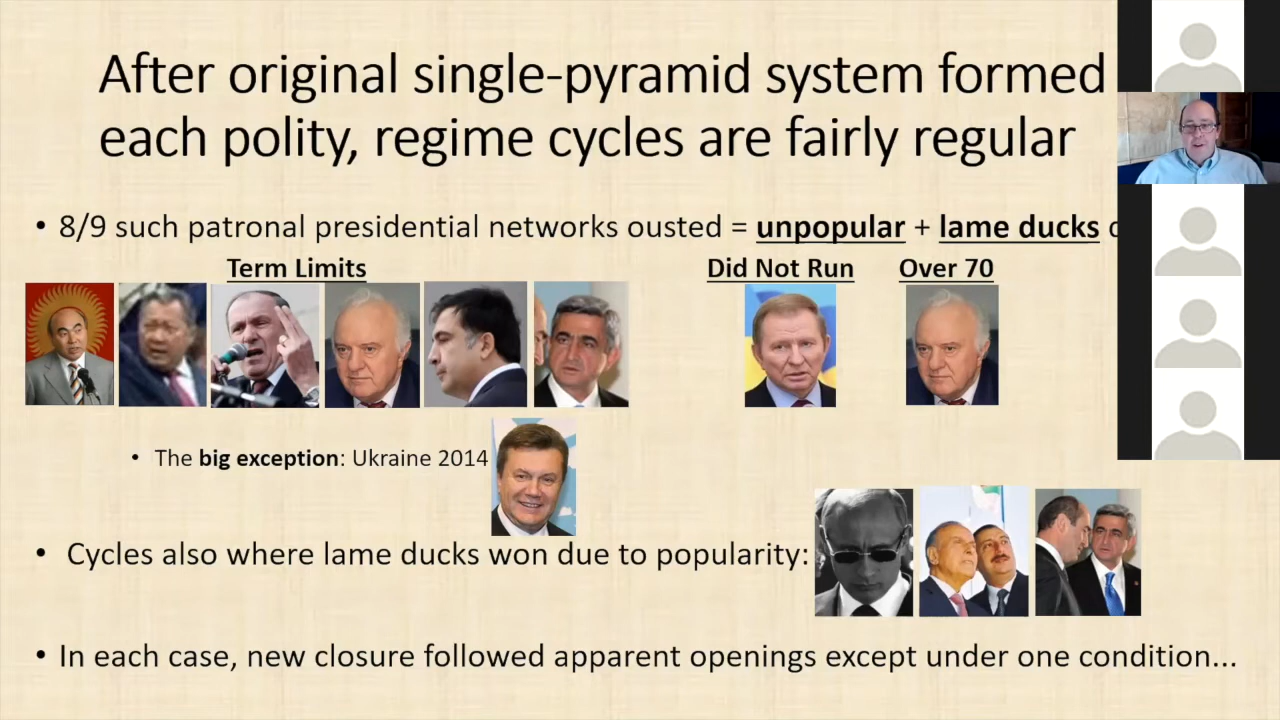 After original single-pyramid system formed
each polity, regime cycles are fairly regular
• 8/9 such patronal presidential networks ousted = unpopular + lame ducks
Term Limits
Did Not Run
Over 70
• The big exception: Ukraine 2014
• Cycles also where lame ducks won due to popularity:
• In each case, new closure followed apparent openings except under one condition...